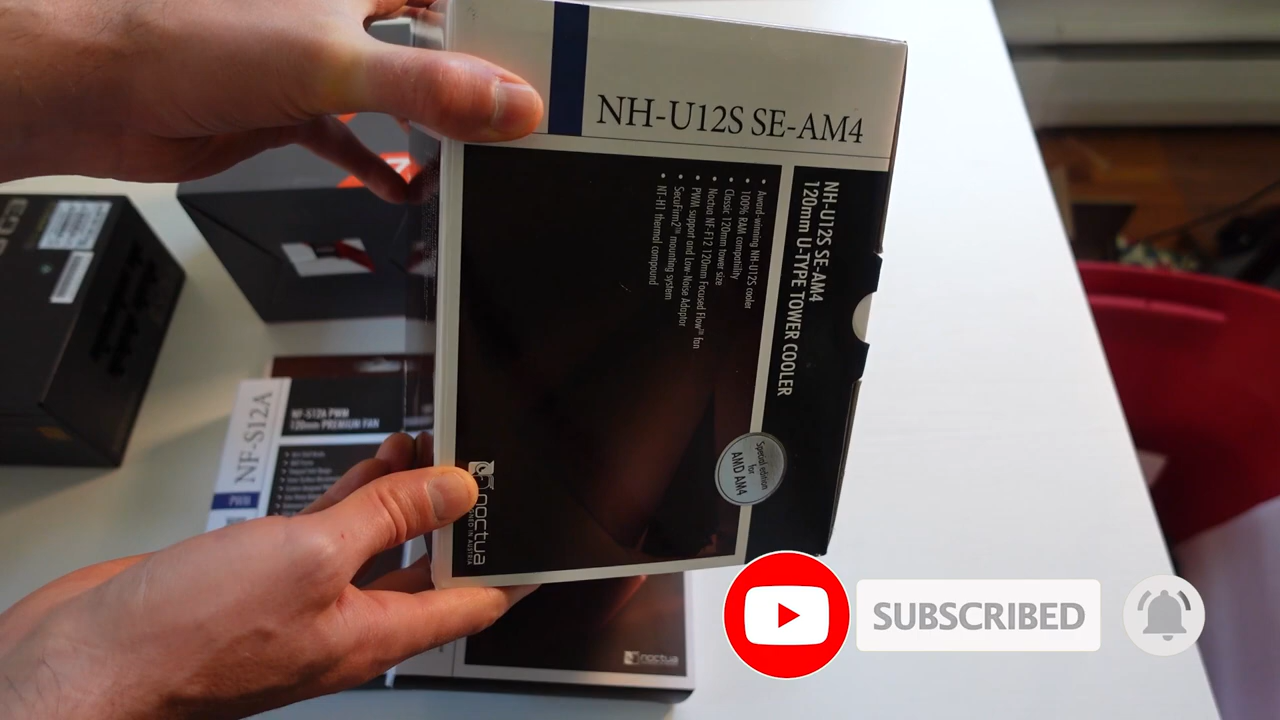 NH-U12S SE-AM4
NH-U12S SE-AM4
120mm U-TYPE TOWER COOLER
• Award-winning NH-U12S cooler
• 100% RAM compatibility
• Classic 120mm tower size
• Noctua NF-F12 120mm Focused Flow™ fan
• PWM support and Low-Noise Adaptor
• SecuFirm2™ mounting system
• NT-H1 thermal compound
Special edition
for
AMD AM4
noctua
IN AUSTRIA
NF-S12A
PWM
NF-S12A PWM
120mm PREMIUM FAN
noctua
SUBSCRIBED